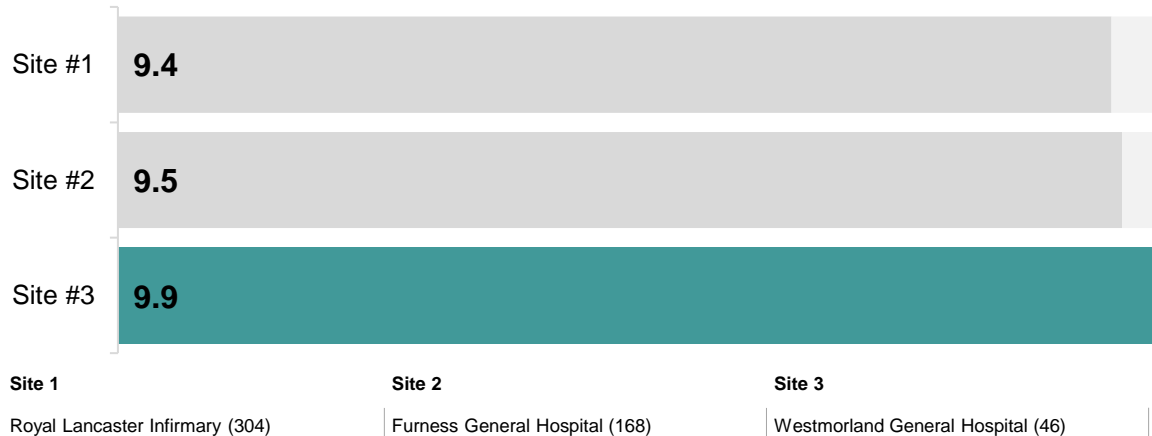 Site #1 9.4
Site #2 9.5
Site #3 9.9
Site 1 Site 2 Site 3
Royal Lancaster Infirmary (304) Furness General Hospital (168) Westmorland General Hospital (46)